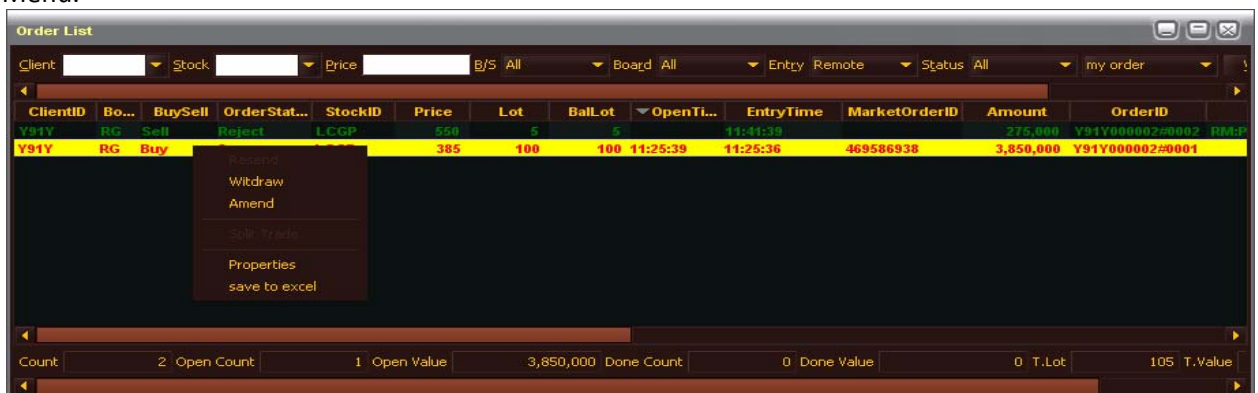 Menu.
Order List
Client Stock Price B/S All Board All Entry Remote Status All my order
ClientID Bo... BuySell OrderStat... StockID Price Lot BalLot OpenTi... EntryTime MarketOrderID Amount OrderID
Y91Y RG Sell Reject LCGP 550 5 5 11:41:39 275,000 Y91Y000002#0002 RM:P
Y91Y RG Buy 385 100 100 11:25:39 11:25:36 469586938 3,850,000 Y91Y000002#0001
Resend
Witdraw
Amend
Split Trade
Properties
save to excel
Count 2 Open Count 1 Open Value 3,850,000 Done Count 0 Done Value 0 T.Lot 105 T.Value